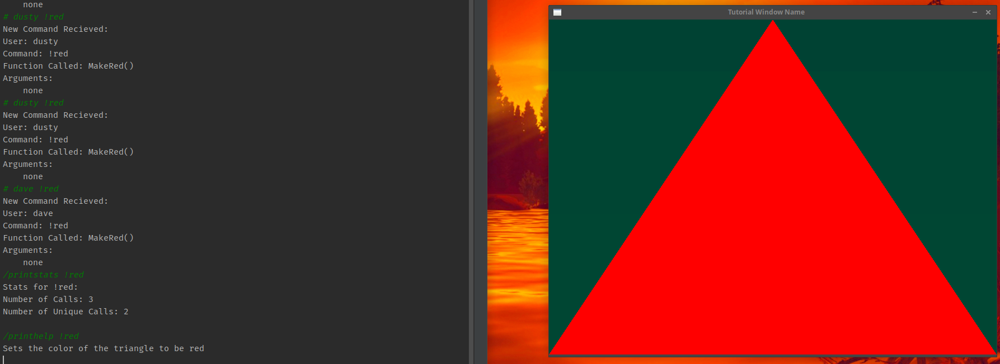 none
# dusty !red
New Command Recieved:
User: dusty
Command: !red
Function Called: MakeRed()
Arguments:
    none
# dusty !red
New Command Recieved:
User: dusty
Command: !red
Function Called: MakeRed()
Arguments:
    none
# dave !red
New Command Recieved:
User: dave
Command: !red
Function Called: MakeRed()
Arguments:
    none
/printstats !red
Stats for !red:
Number of Calls: 3
Number of Unique Calls: 2
/printhelp !red
Sets the color of the triangle to be red
Tutorial Window Name